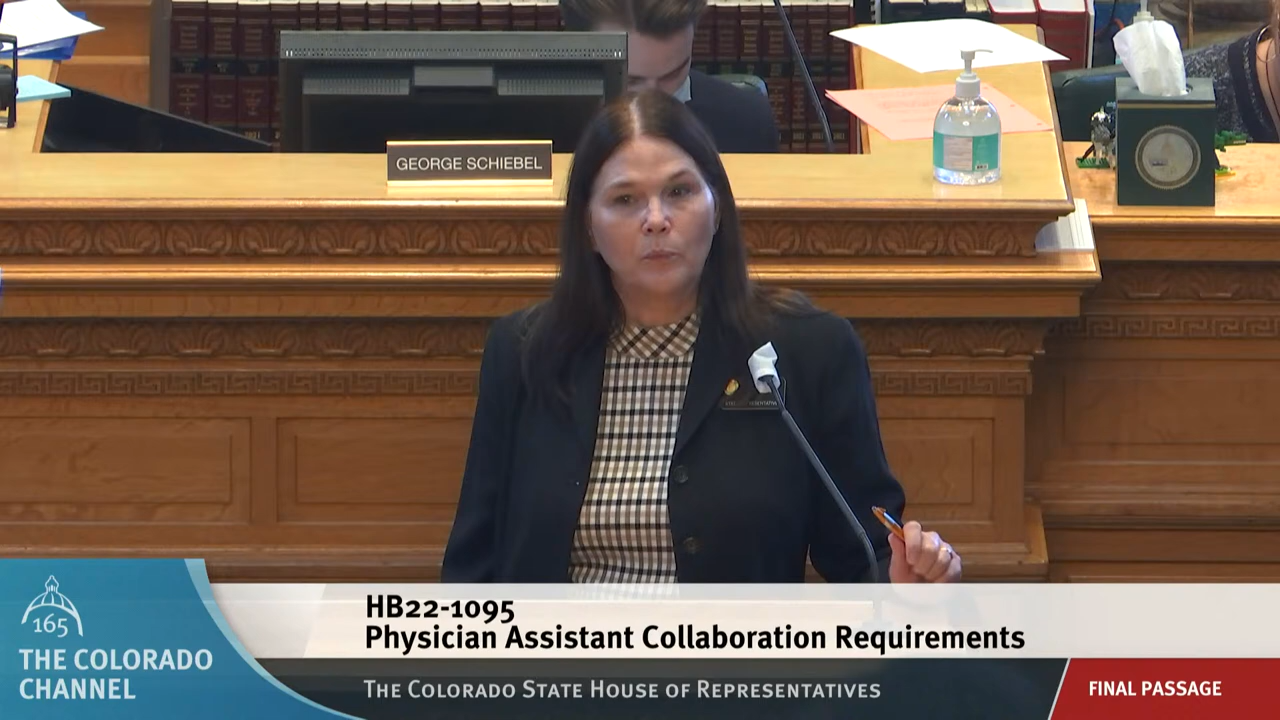 GEORGE SCHIEBEL
HB22-1095
Physician Assistant Collaboration Requirements
165
THE COLORADO
CHANNEL
THE COLORADO STATE HOUSE OF REPRESENTATIVES
FINAL PASSAGE